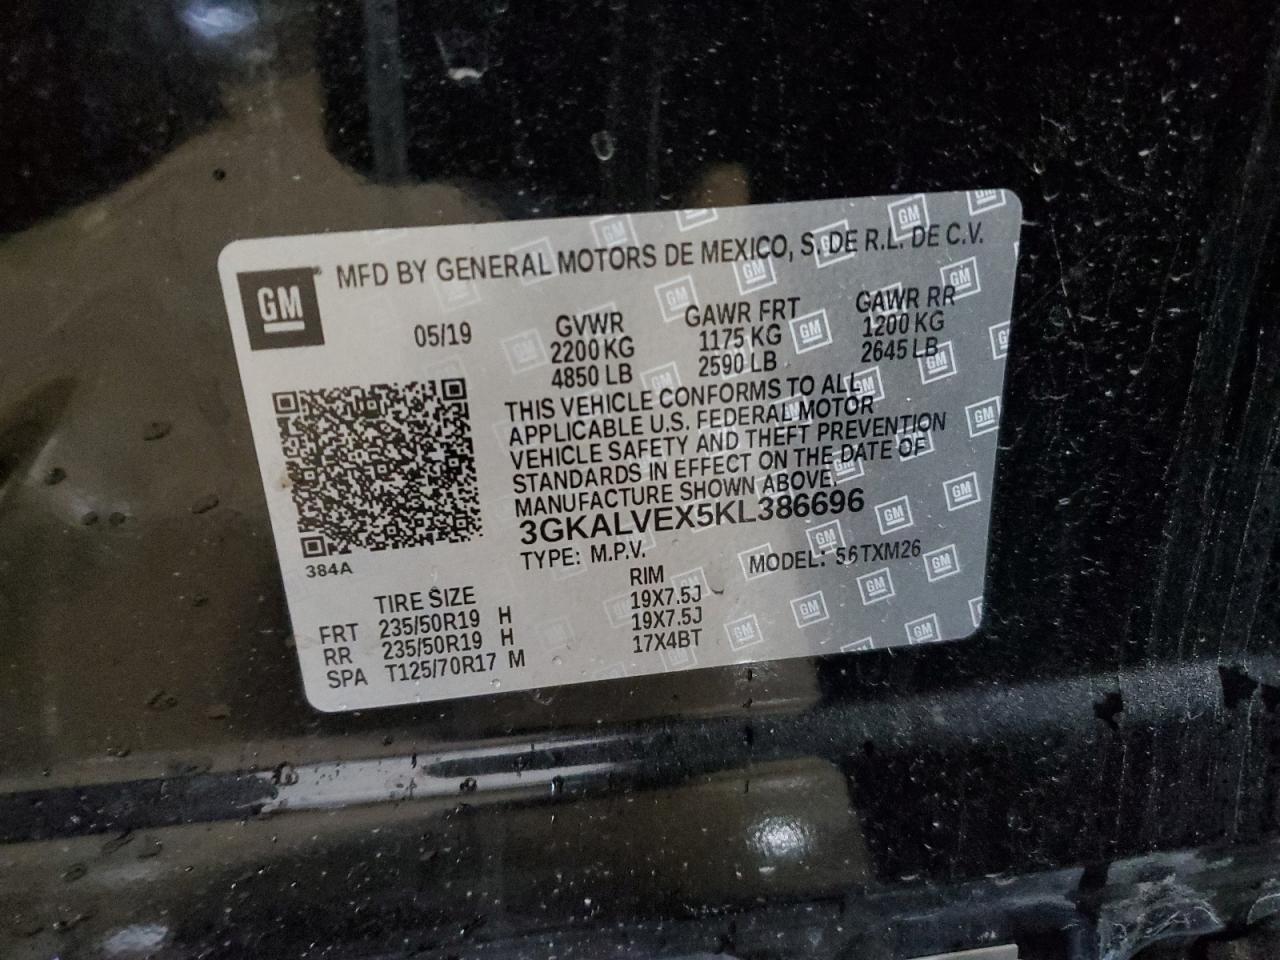 GM
MFD BY GENERAL MOTORS DE MEXICO, S. DE R.L. DE C.V.
05/19
GVWR GAWR FRT GAWR RR
2200 KG 1175 KG 1200 KG
4850 LB 2590 LB 2645 LB
THIS VEHICLE CONFORMS TO ALL
APPLICABLE U.S. FEDERAL MOTOR
VEHICLE SAFETY AND THEFT PREVENTION
STANDARDS IN EFFECT ON THE DATE OF
MANUFACTURE SHOWN ABOVE.
3GKALVEX5KL386696
TYPE: M.P.V. MODEL: 56TXM26
384A
TIRE SIZE RIM
FRT 235/50R19 H 19X7.5J
RR 235/50R19 H 19X7.5J
SPA T125/70R17 M 17X4BT